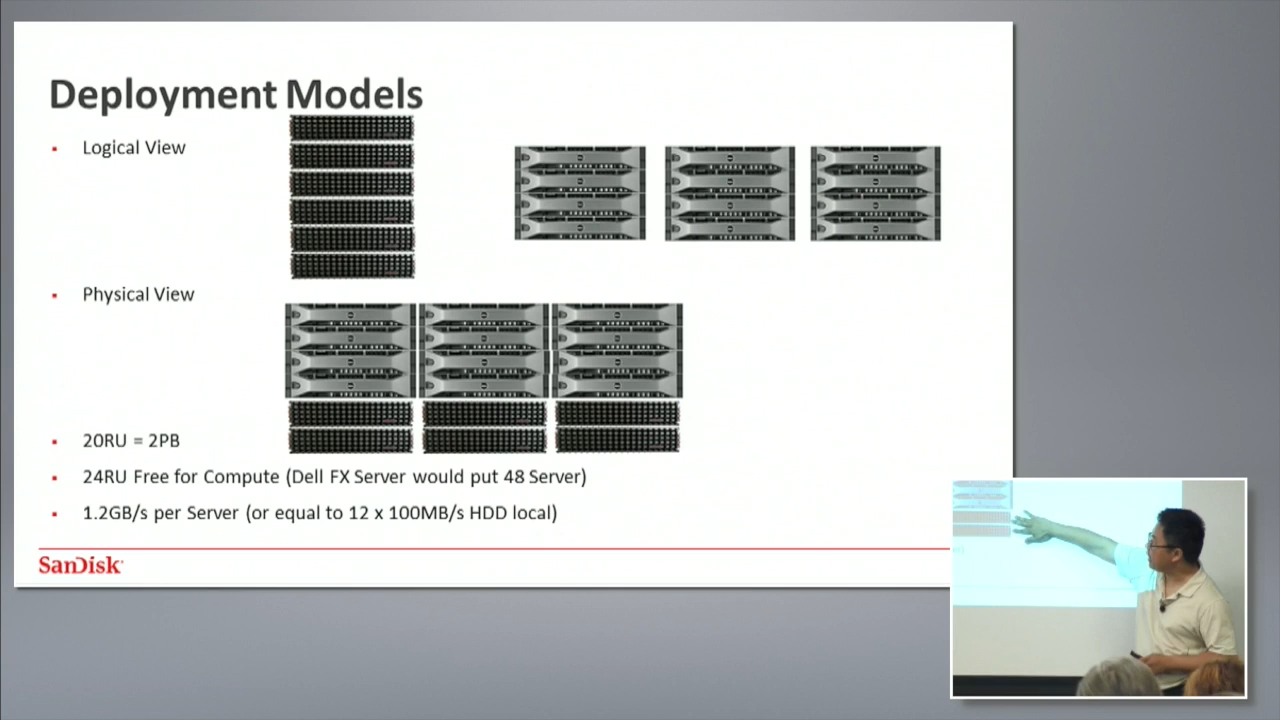 Deployment Models
Logical View
Physical View
20RU = 2PB
24RU Free for Compute (Dell FX Server would put 48 Server)
1.2GB/s per Server (or equal to 12 x 100MB/s HDD local)
SanDisk